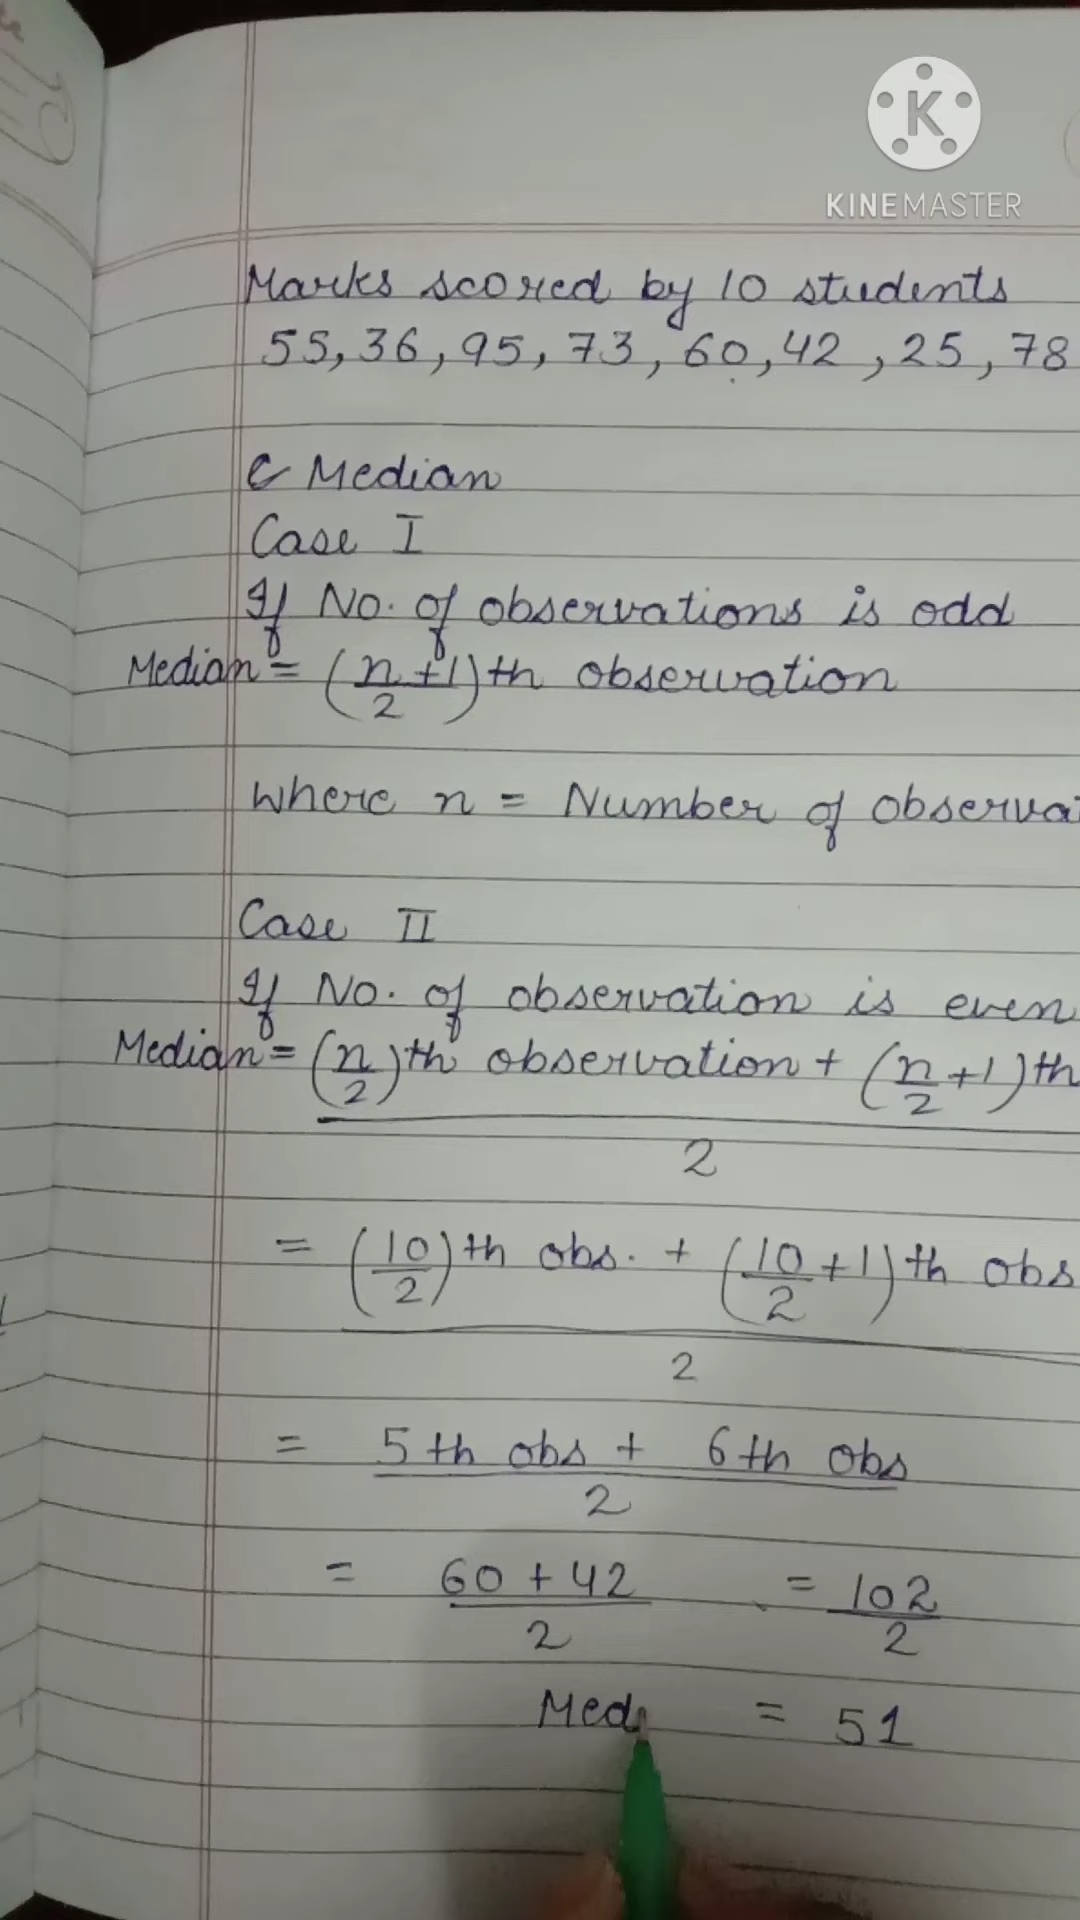 K
KINEMASTER
Marks scored by 10 students
55, 36, 95, 73, 60, 42, 25, 78
Median
Case I
If No. of observations is odd
Median = (n+1/2)th observation
where n = Number of observa
Case II
If No. of observation is even
Median = (n/2)th observation + (n/2+1)th
2
= (10/2)th obs. + (10/2+1)th obs
2
= 5th obs + 6th obs
2
= 60+42 = 102
2 2
Med = 51